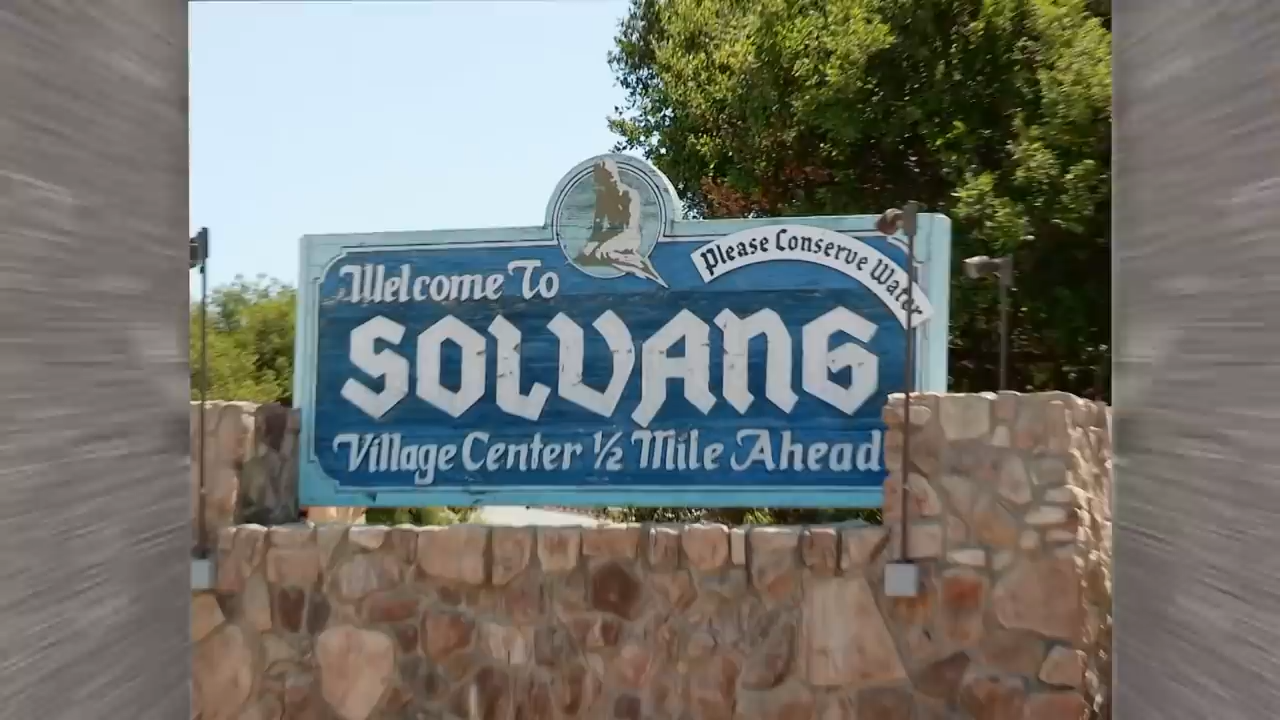 Welcome To
Please Conserve Water
SOLVANG
Village Center ½ Mile Ahead